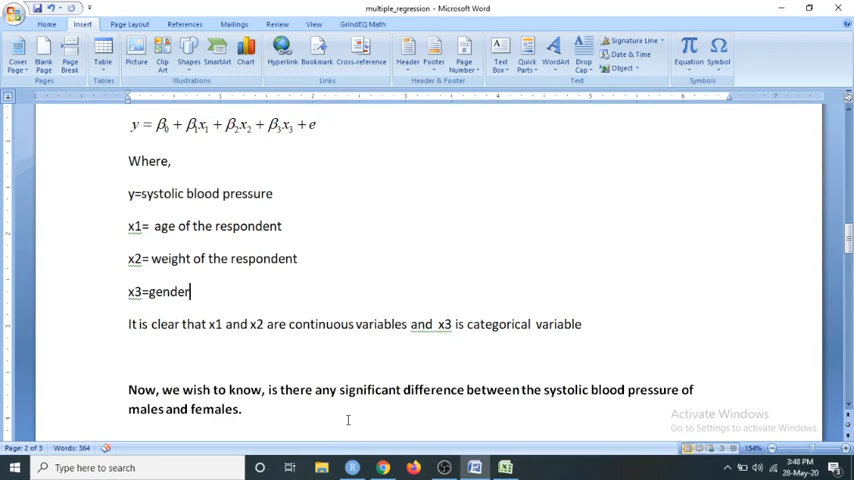 multiple_regression - Microsoft Word
Home Insert Page Layout References Mailings Review View GrindEQ Math
Cover Page Blank Page Page Break Table Picture Clip Art Shapes SmartArt Chart Hyperlink Bookmark Cross-reference Header Footer Page Number Text Box Quick Parts WordArt Drop Cap Signature Line Date & Time Object Equation Symbol
Pages Tables Illustrations Links Header & Footer Text Symbols
y = β0 + β1x1 + β2x2 + β3x3 + e
Where,
y=systolic blood pressure
x1= age of the respondent
x2= weight of the respondent
x3=gender
It is clear that x1 and x2 are continuous variables and x3 is categorical variable
Now, we wish to know, is there any significant difference between the systolic blood pressure of
males and females.
Activate Windows
Go to Settings to activate Windows.
Page: 2 of 3 Words: 364 154%
Type here to search
3:48 PM
28-May-20